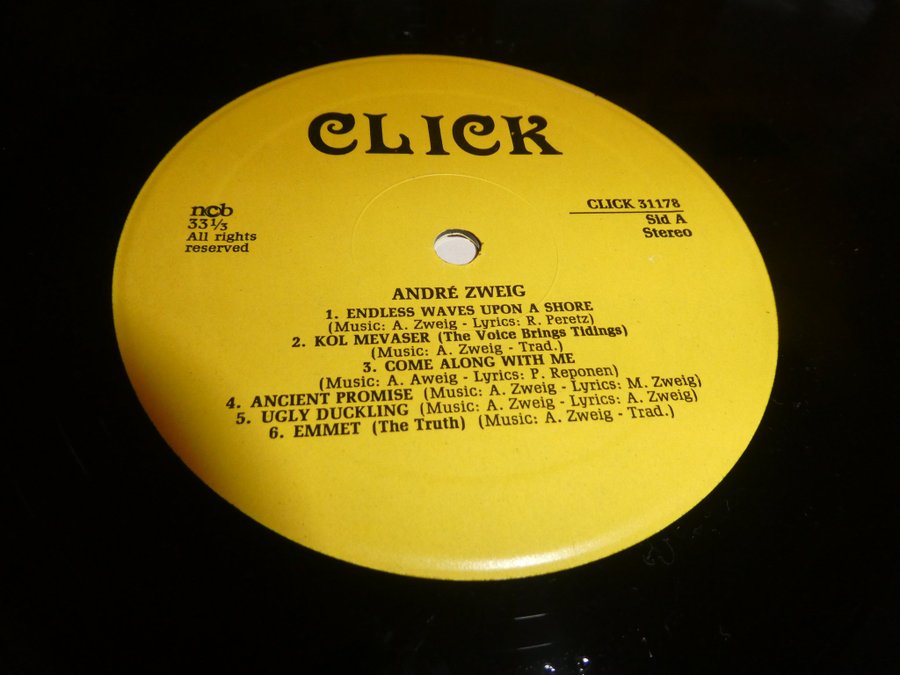 CLICK
ncb
33 1/3
All rights
reserved
CLICK 31178
Sid A
Stereo
ANDRÉ ZWEIG
1. ENDLESS WAVES UPON A SHORE
(Music: A. Zweig - Lyrics: R. Peretz)
2. KOL MEVASER (The Voice Brings Tidings)
(Music: A. Zweig - Trad.)
3. COME ALONG WITH ME
(Music: A. Aweig - Lyrics: P. Reponen)
4. ANCIENT PROMISE (Music: A. Zweig - Lyrics: M. Zweig)
5. UGLY DUCKLING (Music: A. Zweig - Lyrics: A. Zweig)
6. EMMET (The Truth) (Music: A. Zweig - Trad.)